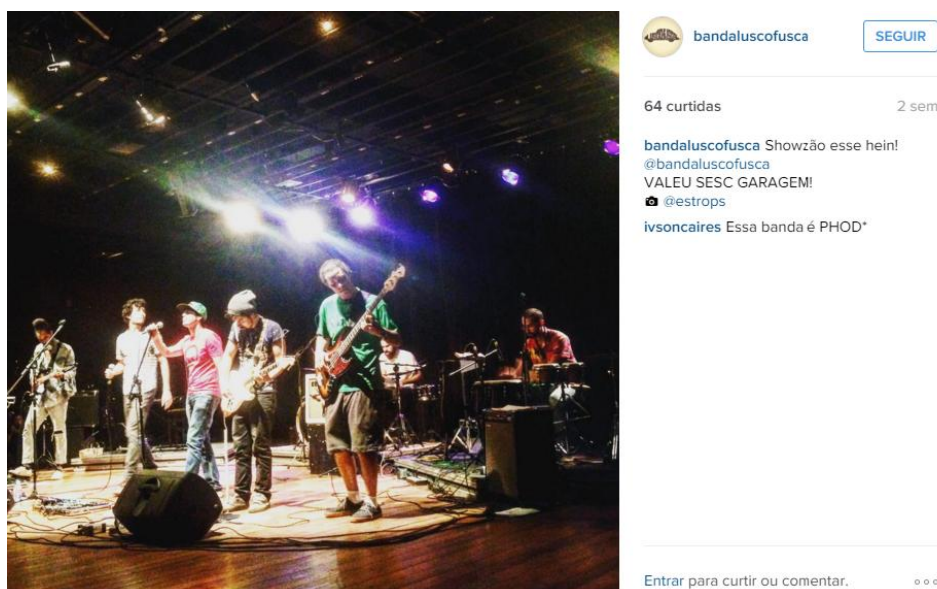 bandaluscofusca
SEGUIR
64 curtidas
2 sem
bandaluscofusca Showzão esse hein!
@bandaluscofusca
VALEU SESC GARAGEM!
@estrops
ivsoncaires Essa banda é PHOD*
Entrar para curtir ou comentar.